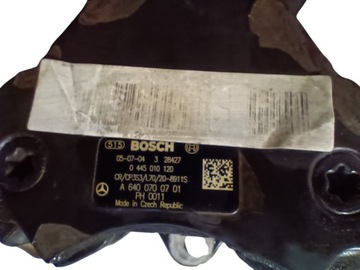 515 BOSCH
05-07-04 3 28427
0 445 010 120
CR/CP3S3/L70/20-8911S
A 640 070 07 01
PH 0011
Made in Czech Republic